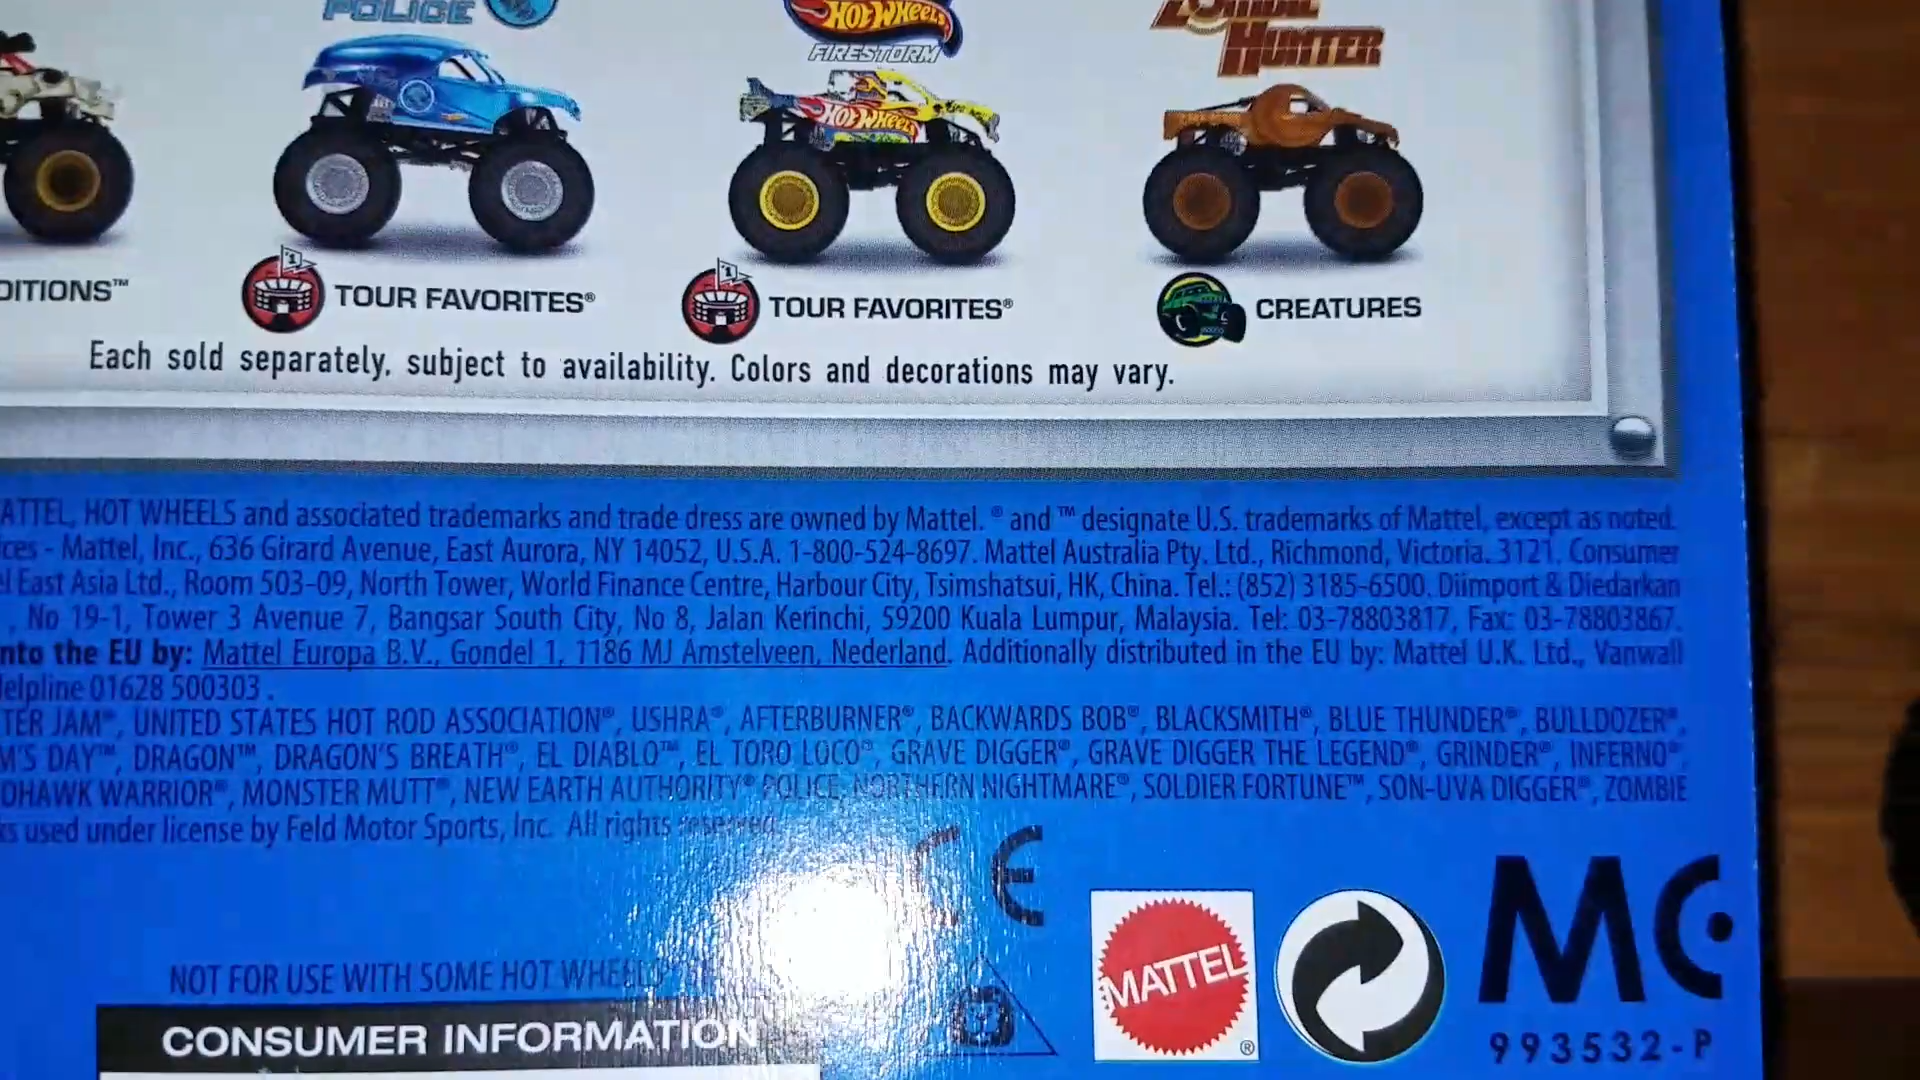 POLICE
HOT WHEELS
FIRESTORM
ZOMBIE
HUNTER
HOT WHEELS
DITIONS™
1 TOUR FAVORITES®
1 TOUR FAVORITES®
CREATURES
Each sold separately, subject to availability. Colors and decorations may vary.
ATTEL, HOT WHEELS and associated trademarks and trade dress are owned by Mattel. ® and ™ designate U.S. trademarks of Mattel, except as noted.
ces - Mattel, Inc., 636 Girard Avenue, East Aurora, NY 14052, U.S.A. 1-800-524-8697. Mattel Australia Pty. Ltd., Richmond, Victoria. 3121. Consumer
el East Asia Ltd., Room 503-09, North Tower, World Finance Centre, Harbour City, Tsimshatsui, HK, China. Tel.: (852) 3185-6500. Diimport & Diedarkan
, No 19-1, Tower 3 Avenue 7, Bangsar South City, No 8, Jalan Kerinchi, 59200 Kuala Lumpur, Malaysia. Tel: 03-78803817, Fax: 03-78803867.
nto the EU by: Mattel Europa B.V., Gondel 1, 1186 MJ Amstelveen, Nederland. Additionally distributed in the EU by: Mattel U.K. Ltd., Vanwall
Helpline 01628 500303.
TER JAM®, UNITED STATES HOT ROD ASSOCIATION®, USHRA®, AFTERBURNER®, BACKWARDS BOB®, BLACKSMITH®, BLUE THUNDER®, BULLDOZER®,
M'S DAY™, DRAGON™, DRAGON'S BREATH®, EL DIABLO™, EL TORO LOCO®, GRAVE DIGGER®, GRAVE DIGGER THE LEGEND®, GRINDER®, INFERNO®,
OHAWK WARRIOR®, MONSTER MUTT®, NEW EARTH AUTHORITY® POLICE, NORTHERN NIGHTMARE®, SOLDIER FORTUNE™, SON-UVA DIGGER®, ZOMBIE
ks used under license by Feld Motor Sports, Inc. All rights reserved.
CE
NOT FOR USE WITH SOME HOT WHEELS
MATTEL®
MC
993532-P
CONSUMER INFORMATION